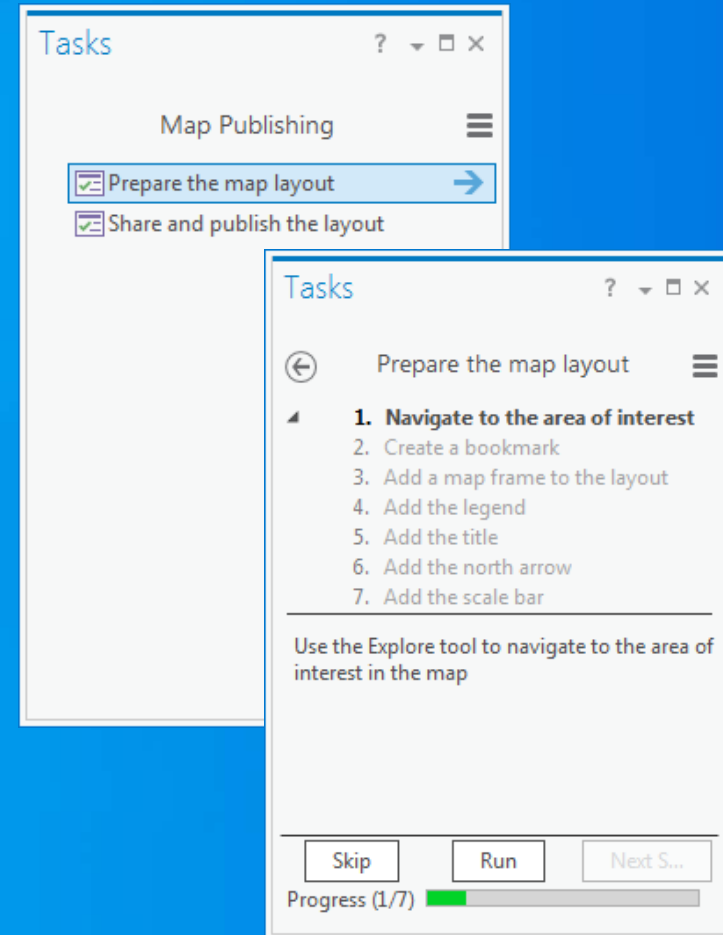 Tasks ?
Map Publishing
Prepare the map layout
Share and publish the layout
Tasks ?
Prepare the map layout
1. Navigate to the area of interest
2. Create a bookmark
3. Add a map frame to the layout
4. Add the legend
5. Add the title
6. Add the north arrow
7. Add the scale bar
Use the Explore tool to navigate to the area of
interest in the map
Skip Run Next S...
Progress (1/7)